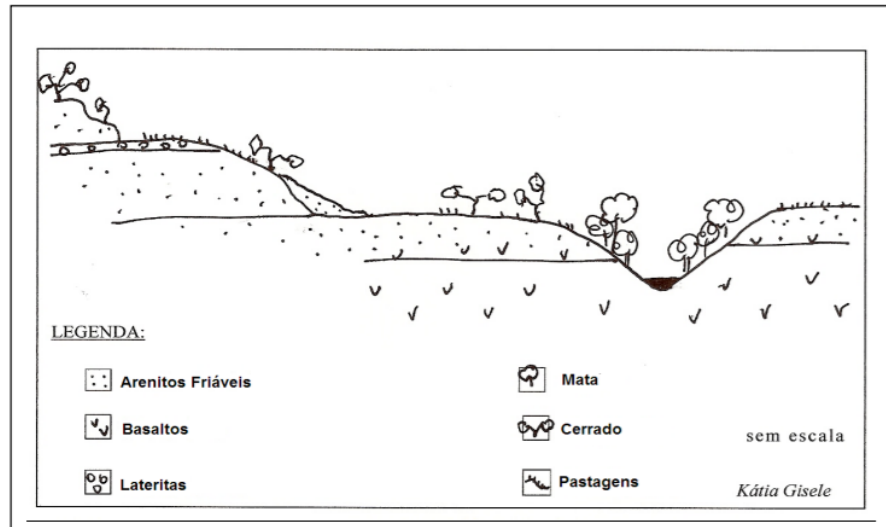 LEGENDA:
Arenitos Friáveis
Basaltos
Lateritas
Mata
Cerrado
Pastagens
sem escala
Kátia Gisele